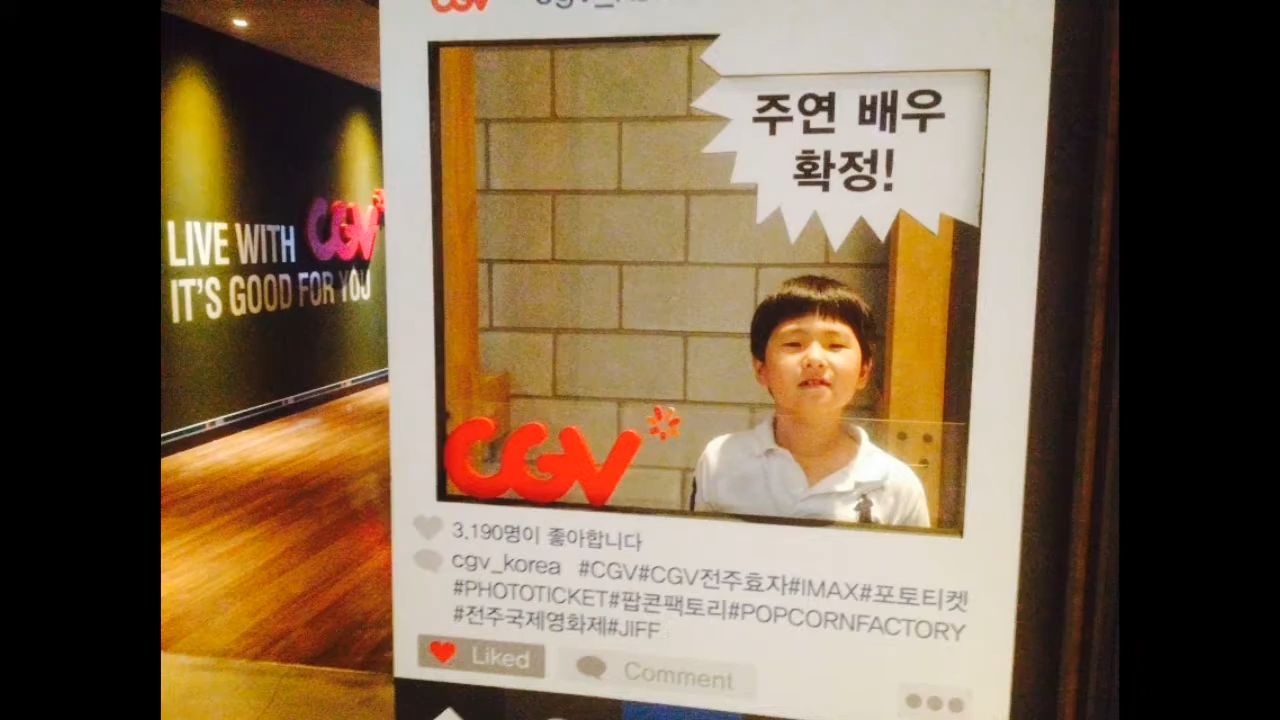 LIVE WITH CGV
IT'S GOOD FOR YOU
CGV
주연 배우
확정!
CGV
3,190명이 좋아합니다
cgv_korea #CGV#CGV전주효자#IMAX#포토티켓
#PHOTOTICKET#팝콘팩토리#POPCORNFACTORY
#전주국제영화제#JIFF
Liked
Comment